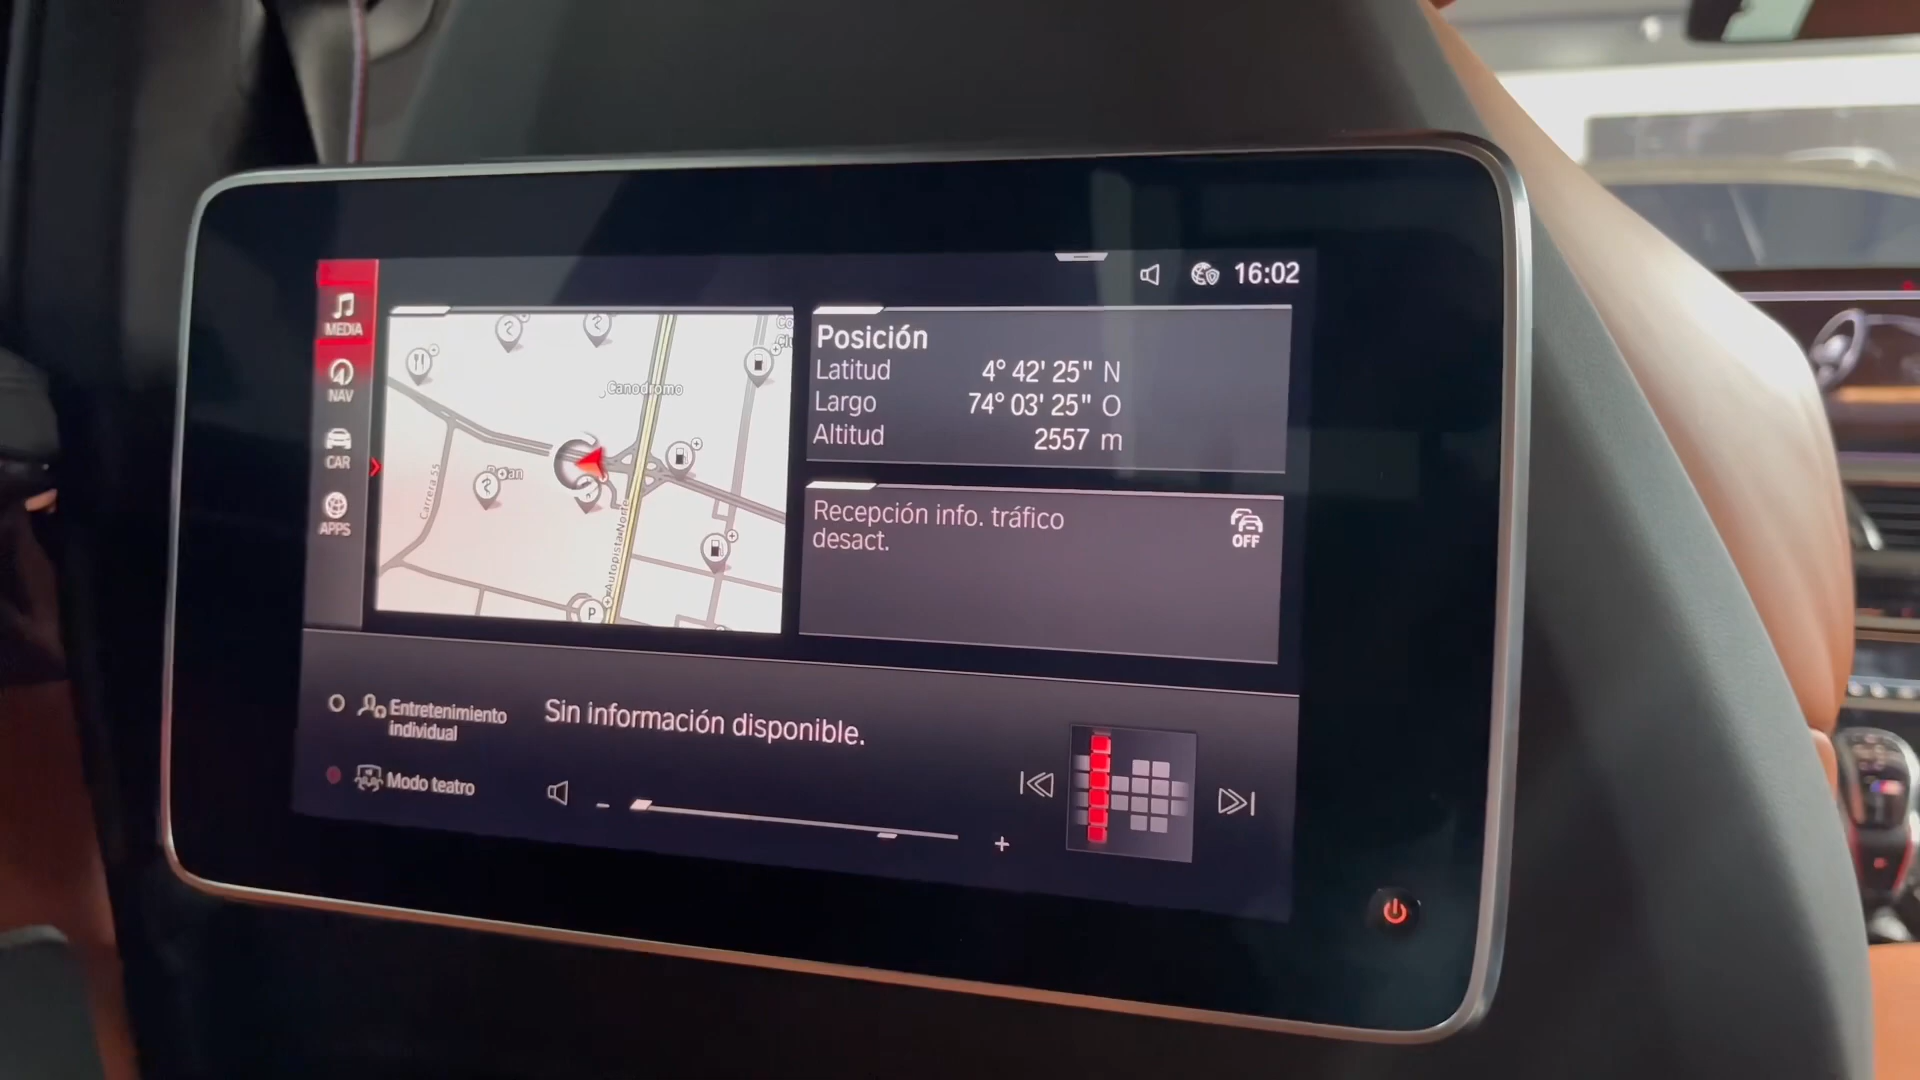 16:02
MEDIA
NAV
CAR
APPS
Canodromo
Carrera 55
Autopista Norte
P
Posición
Latitud 4° 42' 25" N
Largo 74° 03' 25" O
Altitud 2557 m
Recepción info. tráfico
desact.
OFF
Entretenimiento
individual
Modo teatro
Sin información disponible.
- +